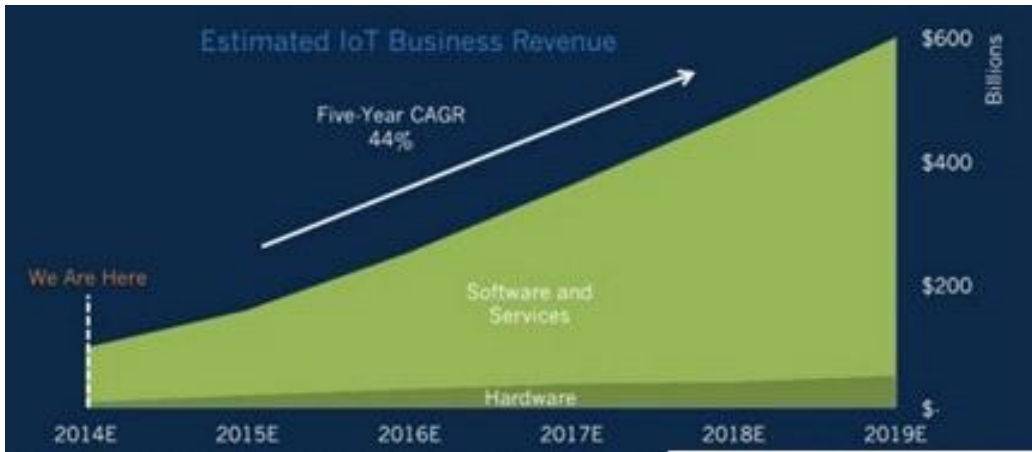 Estimated IoT Business Revenue
$600
Billions
Five-Year CAGR
44%
$400
We Are Here
$200
Software and
Services
Hardware
$-
2014E 2015E 2016E 2017E 2018E 2019E